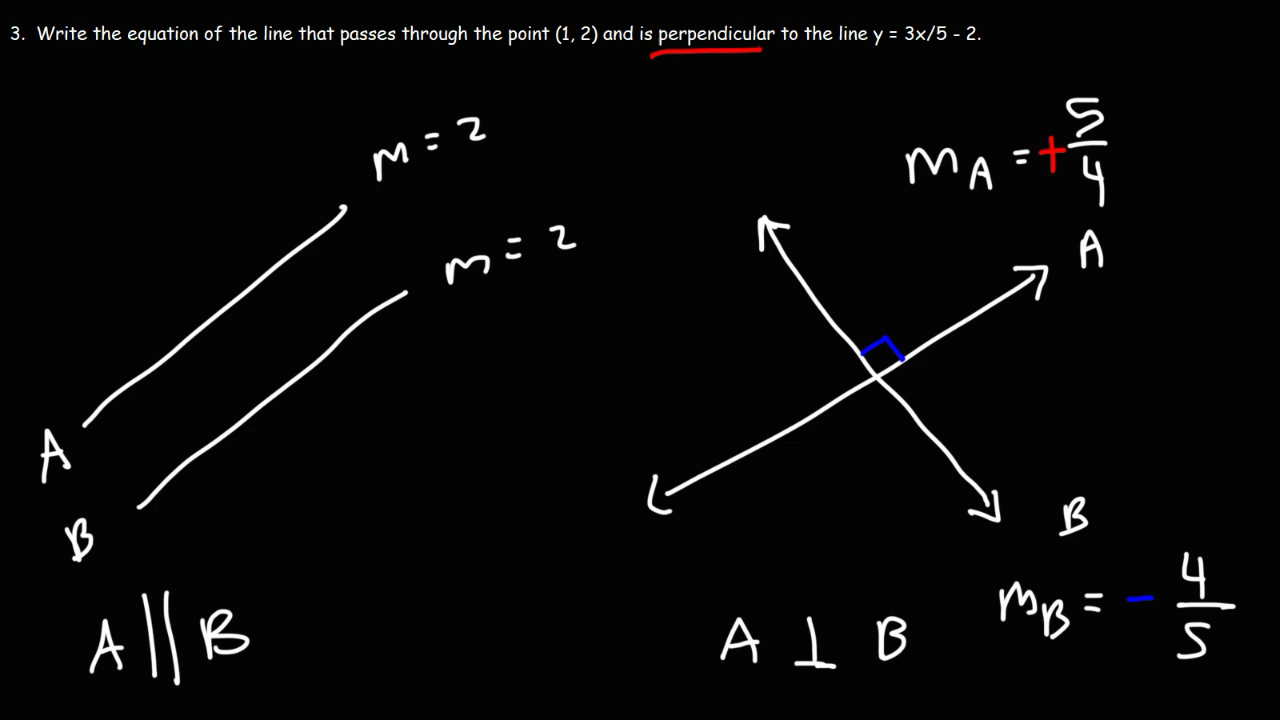 3. Write the equation of the line that passes through the point (1, 2) and is perpendicular to the line y = 3x/5 - 2.
m = 2
m = 2
A
B
A || B
mA = + 5/4
A
B
mB = - 4/5
A ⊥ B